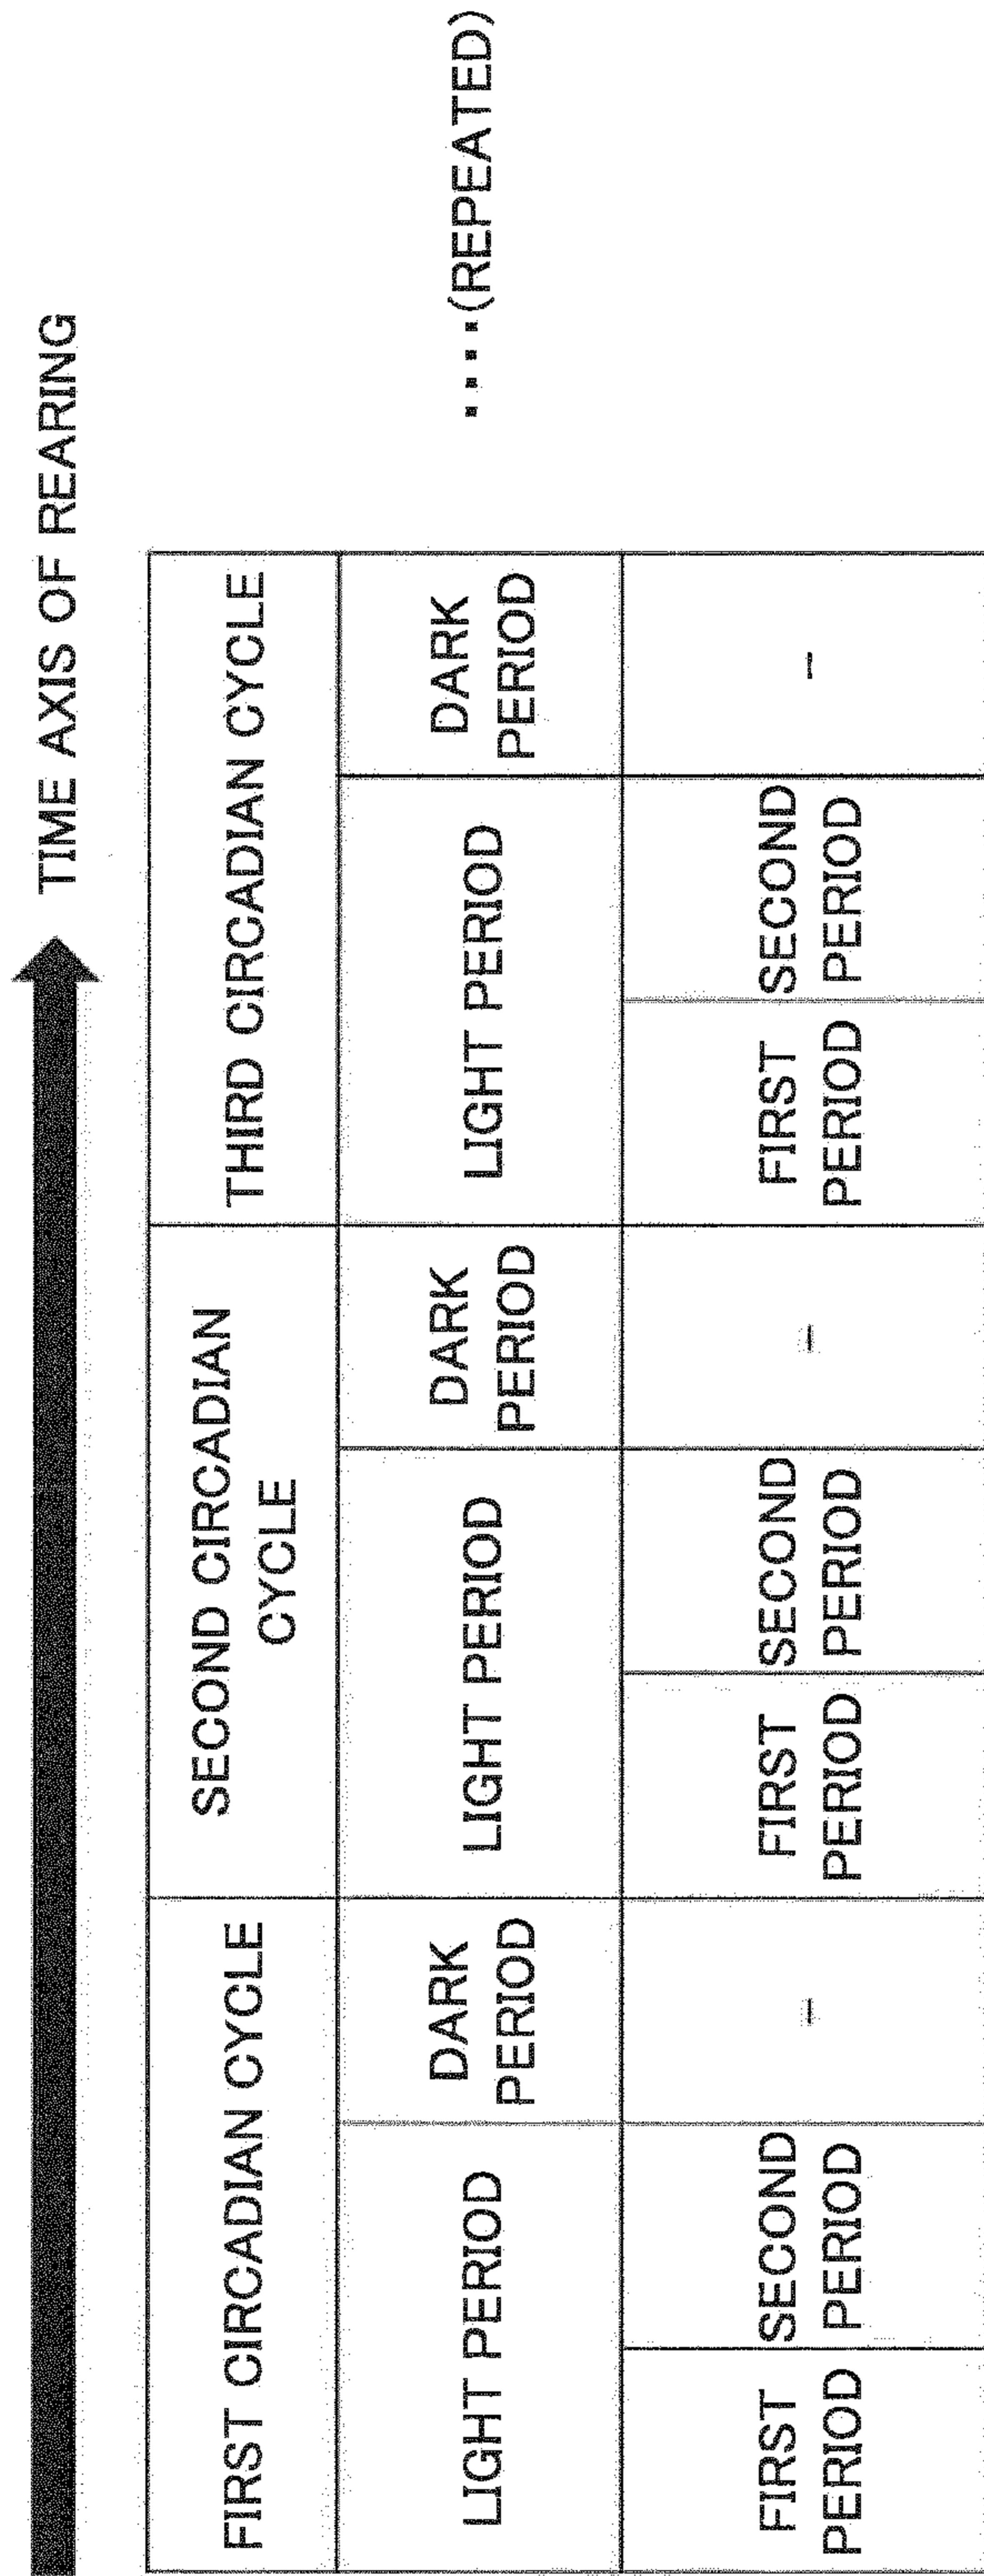 TIME AXIS OF REARING
FIRST CIRCADIAN CYCLE
SECOND CIRCADIAN
CYCLE
THIRD CIRCADIAN CYCLE
LIGHT PERIOD
DARK
PERIOD
LIGHT PERIOD
DARK
PERIOD
LIGHT PERIOD
DARK
PERIOD
····(REPEATED)
FIRST
PERIOD
SECOND
PERIOD
–
FIRST
PERIOD
SECOND
PERIOD
–
FIRST
PERIOD
SECOND
PERIOD
–